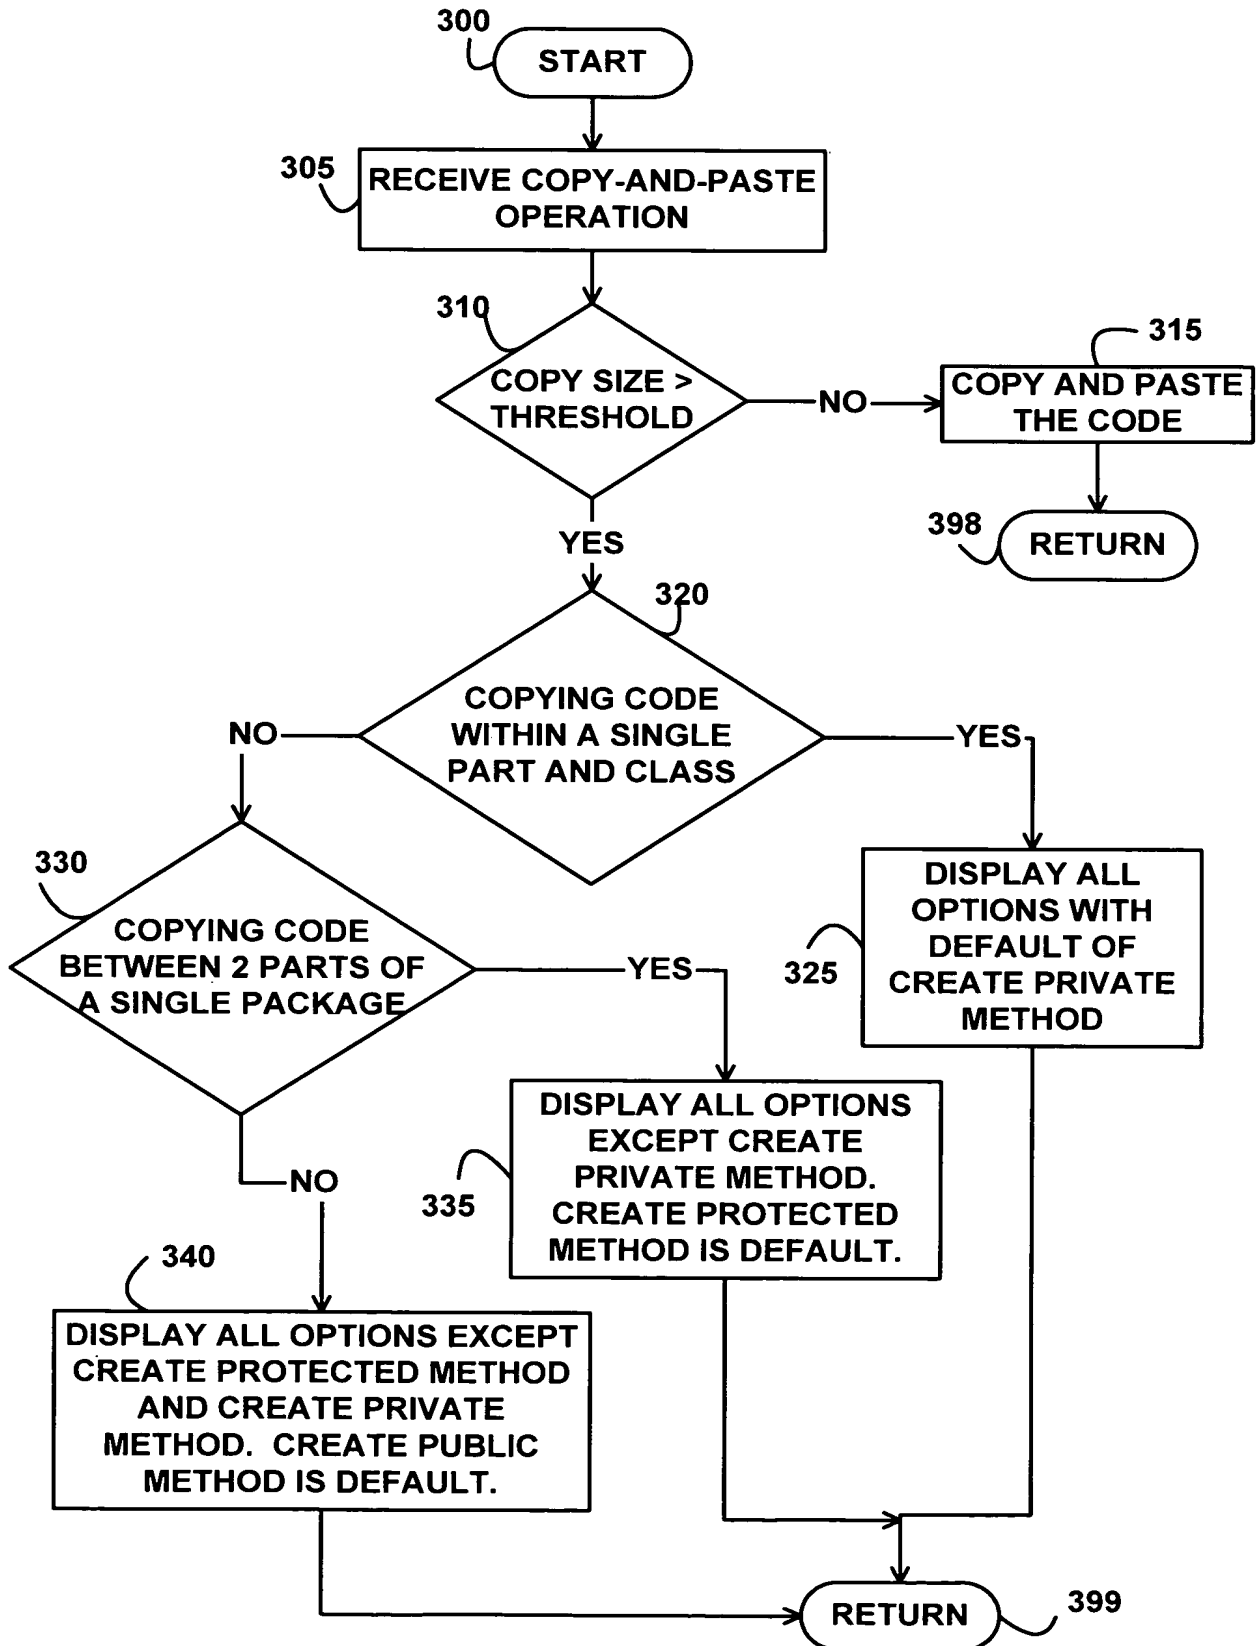 300
START
305
RECEIVE COPY-AND-PASTE
OPERATION
310
COPY SIZE >
THRESHOLD
NO
315
COPY AND PASTE
THE CODE
398
RETURN
YES
320
COPYING CODE
WITHIN A SINGLE
PART AND CLASS
NO
YES
330
COPYING CODE
BETWEEN 2 PARTS OF
A SINGLE PACKAGE
YES
325
DISPLAY ALL
OPTIONS WITH
DEFAULT OF
CREATE PRIVATE
METHOD
NO
335
DISPLAY ALL OPTIONS
EXCEPT CREATE
PRIVATE METHOD.
CREATE PROTECTED
METHOD IS DEFAULT.
340
DISPLAY ALL OPTIONS EXCEPT
CREATE PROTECTED METHOD
AND CREATE PRIVATE
METHOD. CREATE PUBLIC
METHOD IS DEFAULT.
RETURN
399